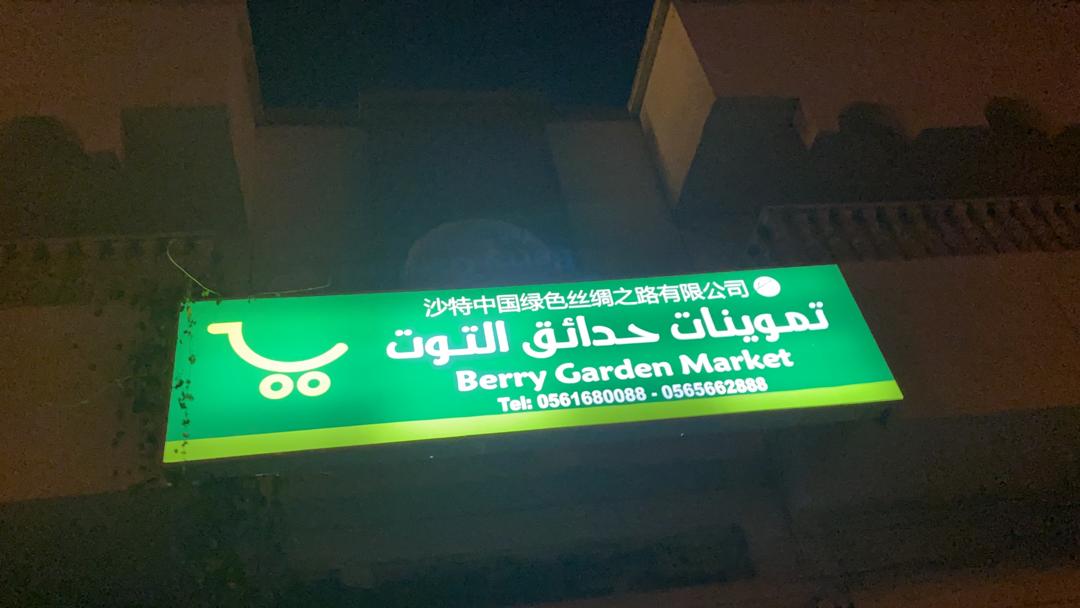 沙特中国绿色丝绸之路有限公司
تموينات حدائق التوت
Berry Garden Market
Tel: 0561680088 - 0565662888